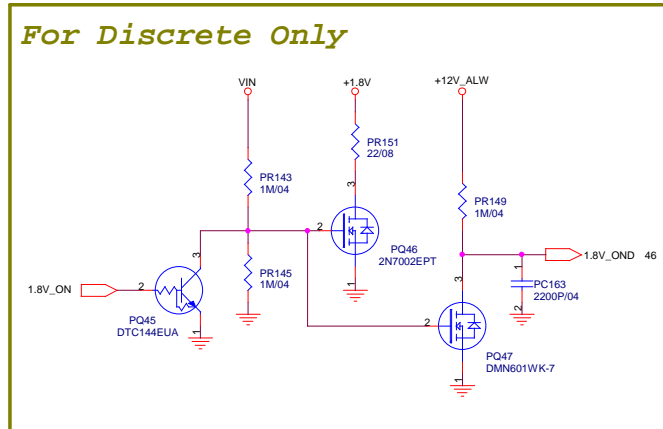 For Discrete Only
VIN
+1.8V
+12V_ALW
PR151
22/08
PR143
1M/04
3
PR149
1M/04
2
PQ46
2N7002EPT
1
3
PR145
1M/04
1.8V_ON
2
PQ45
DTC144EUA
1
1.8V_OND 46
3
1
PC163
2200P/04
2
2
PQ47
DMN601WK-7
1